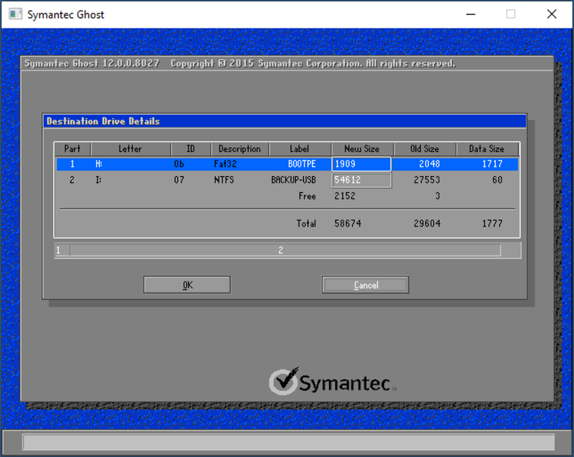 Symantec Ghost
Symantec Ghost 12.0.0.8027 Copyright © 2015 Symantec Corporation. All rights reserved.
Destination Drive Details
Part Letter ID Description Label New Size Old Size Data Size
1 H: 0b Fat32 BOOTPE 1909 2048 1717
2 I: 07 NTFS BACKUP-USB 54612 27553 60
Free 2152 3
Total 58674 29604 1777
1 2
OK Cancel
Symantec